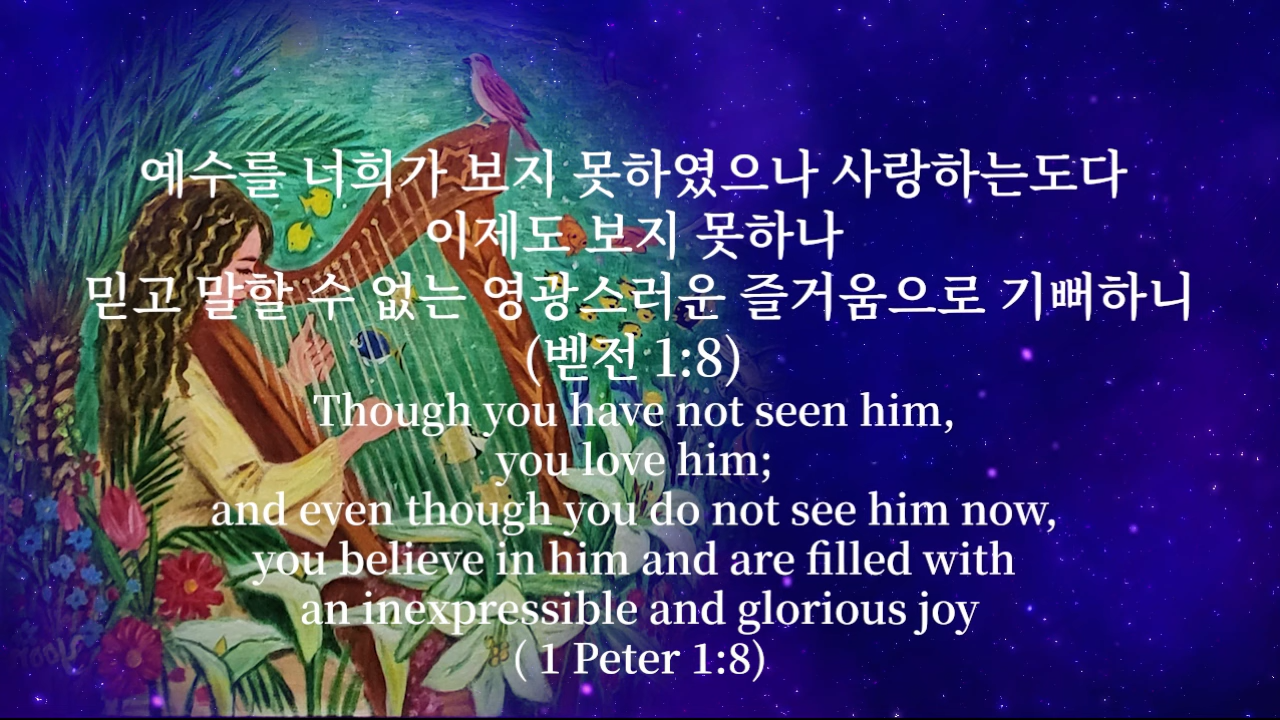 예수를 너희가 보지 못하였으나 사랑하는도다
이제도 보지 못하나
믿고 말할 수 없는 영광스러운 즐거움으로 기뻐하니
(벧전 1:8)
Though you have not seen him,
you love him;
and even though you do not see him now,
you believe in him and are filled with
an inexpressible and glorious joy
( 1 Peter 1:8)